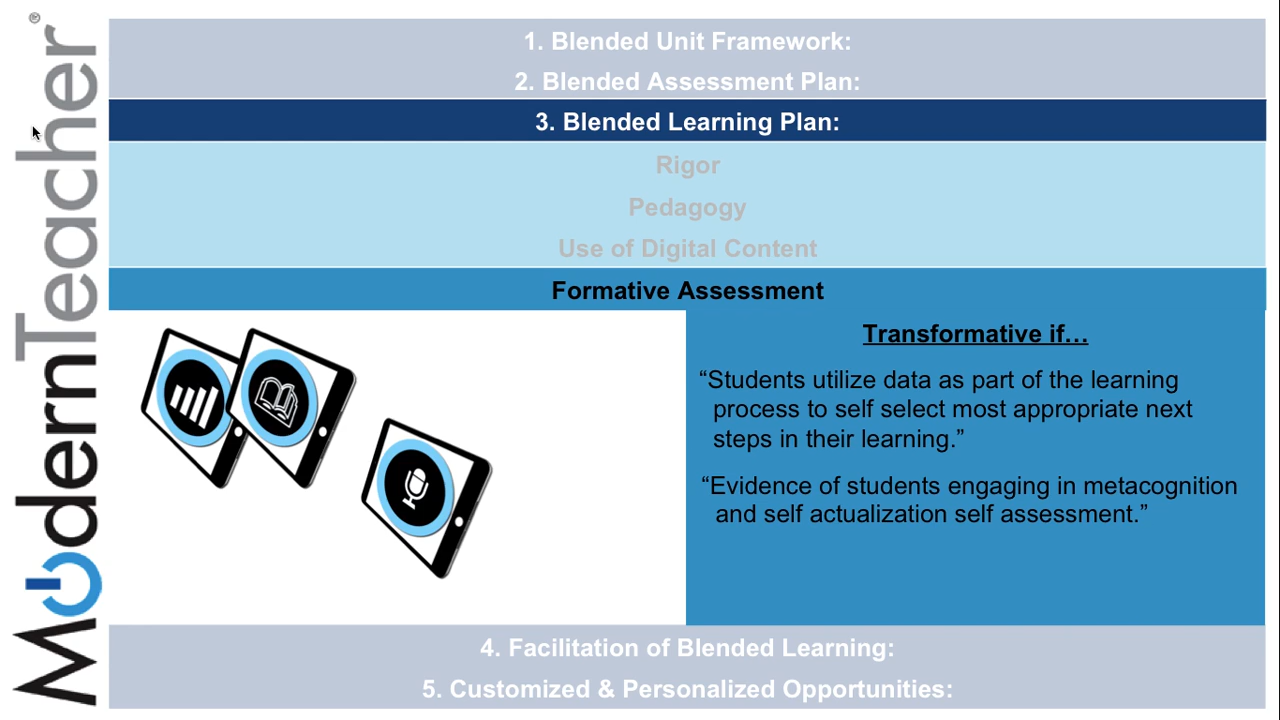 ModernTeacher®
1. Blended Unit Framework:
2. Blended Assessment Plan:
3. Blended Learning Plan:
Rigor
Pedagogy
Use of Digital Content
Formative Assessment
Transformative if…
“Students utilize data as part of the learning
process to self select most appropriate next
steps in their learning.”
“Evidence of students engaging in metacognition
and self actualization self assessment.”
4. Facilitation of Blended Learning:
5. Customized & Personalized Opportunities: